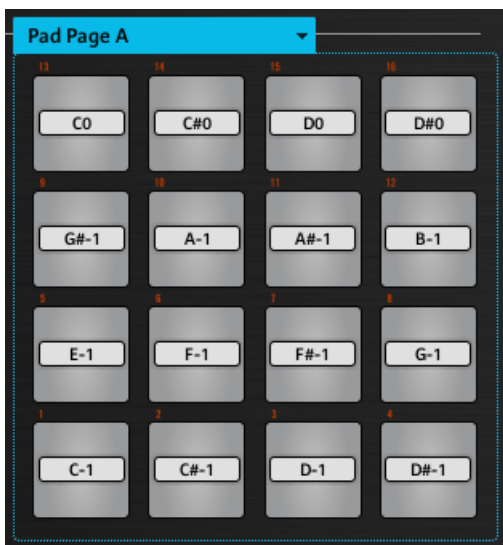 Pad Page A
13 14 15 16
C0 C#0 D0 D#0
9 10 11 12
G#-1 A-1 A#-1 B-1
5 6 7 8
E-1 F-1 F#-1 G-1
1 2 3 4
C-1 C#-1 D-1 D#-1